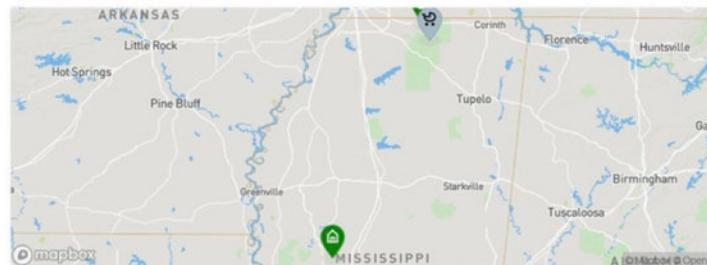 ARKANSAS
Corinth
Little Rock
Florence
Huntsville
Hot Springs
Pine Bluff
Tupelo
Birmingham
Greenville
Starkville
Tuscaloosa
MISSISSIPPI
mapbox